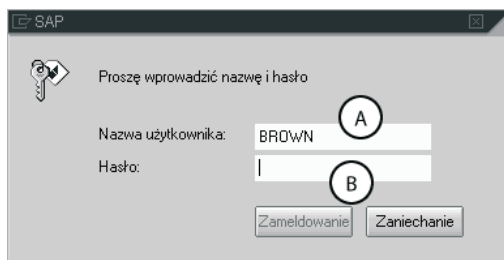 SAP
Proszę wprowadzić nazwę i hasło
A
Nazwa użytkownika: BROWN
Hasło:
B
Zameldowanie Zaniechanie